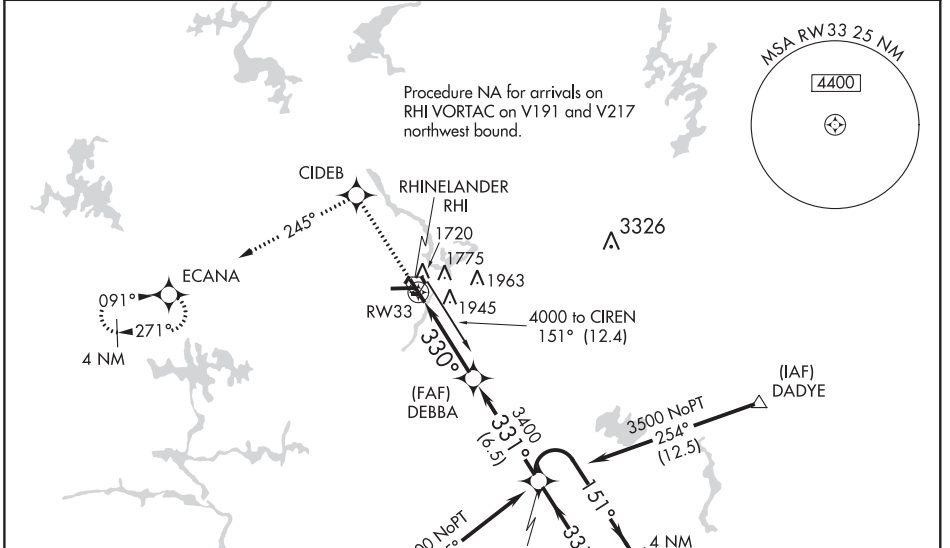 MSA RW33 25 NM
4400
Procedure NA for arrivals on
RHI VORTAC on V191 and V217
northwest bound.
CIDEB
RHINELANDER
RHI
3326
245°
1720
1775
1963
ECANA
091°
RW33
1945
4000 to CIREN
151° (12.4)
271°
4 NM
330°
(IAF)
DADYE
(FAF)
DEBBA
3400
331°
(6.5)
3500 NoPT
254°
(12.5)
151°
NoPT
4 NM